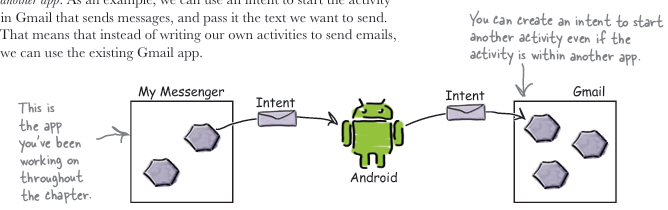 another app. As an example, we can use an intent to start the activity
in Gmail that sends messages, and pass it the text we want to send.
That means that instead of writing our own activities to send emails,
we can use the existing Gmail app.
You can create an intent to start
another activity even if the
activity is within another app.
My Messenger
Intent
Intent
Gmail
This is
the app
you've been
working on
throughout
the chapter.
Android